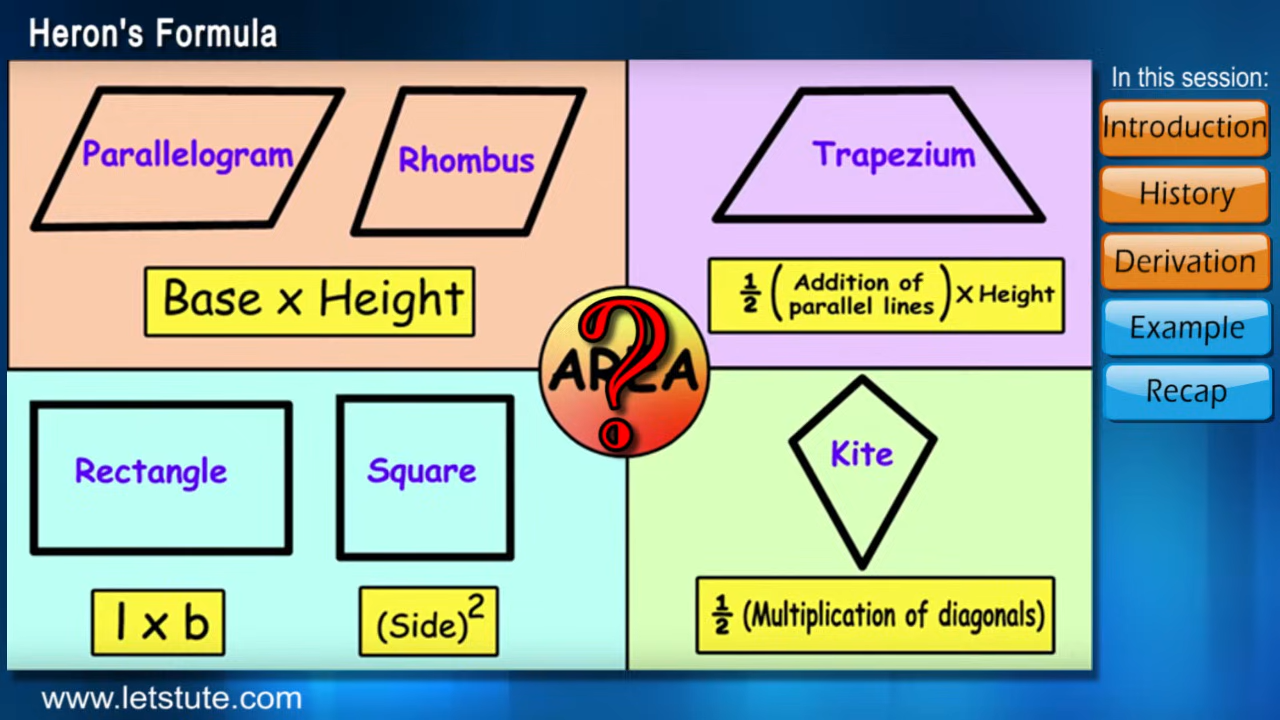 Heron's Formula
In this session:
Introduction
History
Derivation
Example
Recap
Parallelogram
Rhombus
Base x Height
Trapezium
1/2 (Addition of
parallel lines) X Height
AREA
?
Rectangle
Square
l x b
(Side)²
Kite
1/2 (Multiplication of diagonals)
www.letstute.com